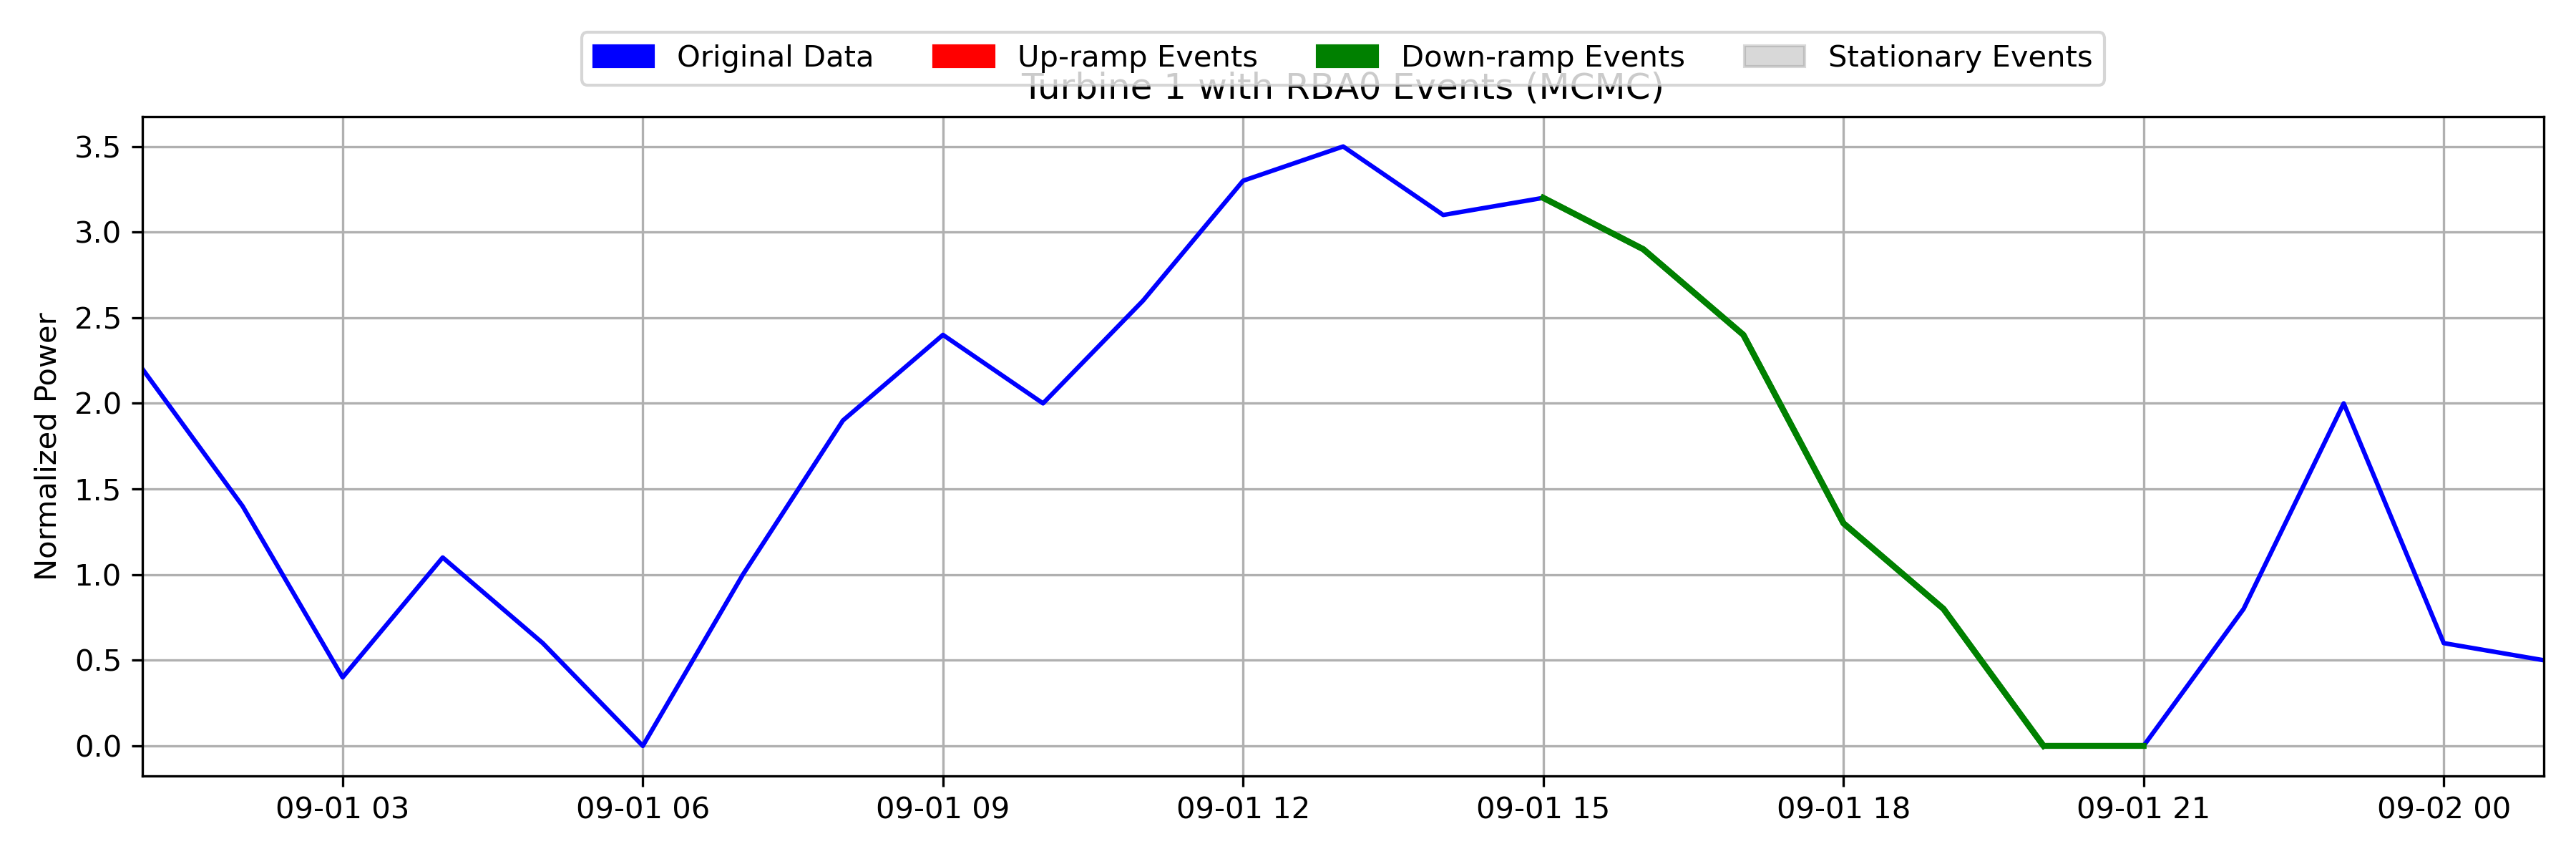 Original Data Up-ramp Events Down-ramp Events Stationary Events
Turbine 1 with RBA0 Events (MCMC)
Normalized Power
3.5
3.0
2.5
2.0
1.5
1.0
0.5
0.0
09-01 03 09-01 06 09-01 09 09-01 12 09-01 15 09-01 18 09-01 21 09-02 00